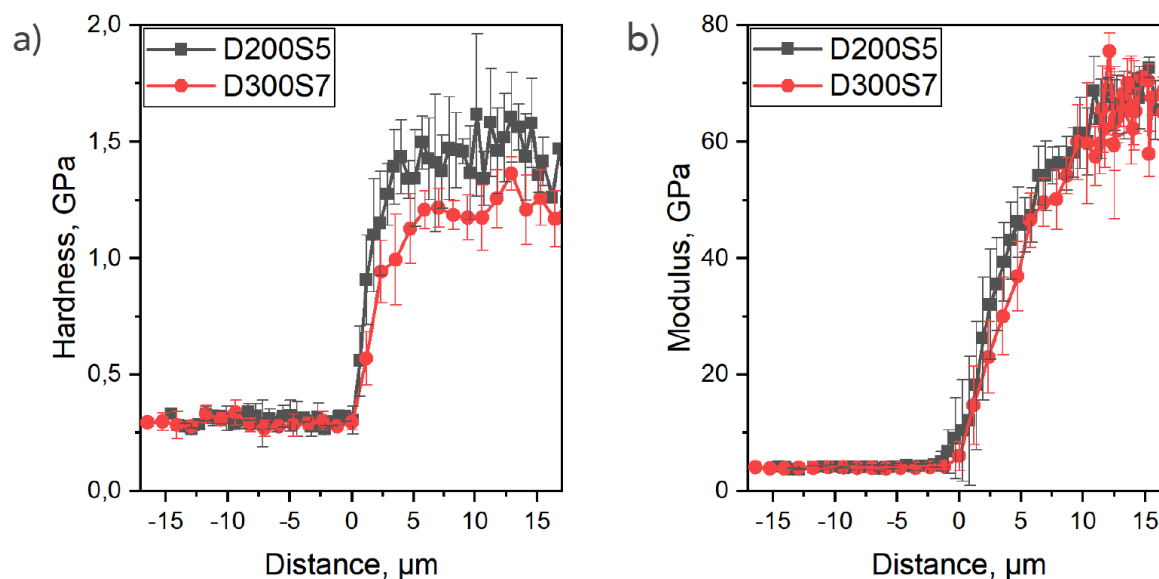 a)
D200S5
D300S7
2,0
1,5
1,0
0,5
0,0
Hardness, GPa
-15 -10 -5 0 5 10 15
Distance, µm
b)
D200S5
D300S7
80
60
40
20
0
Modulus, GPa
-15 -10 -5 0 5 10 15
Distance, µm